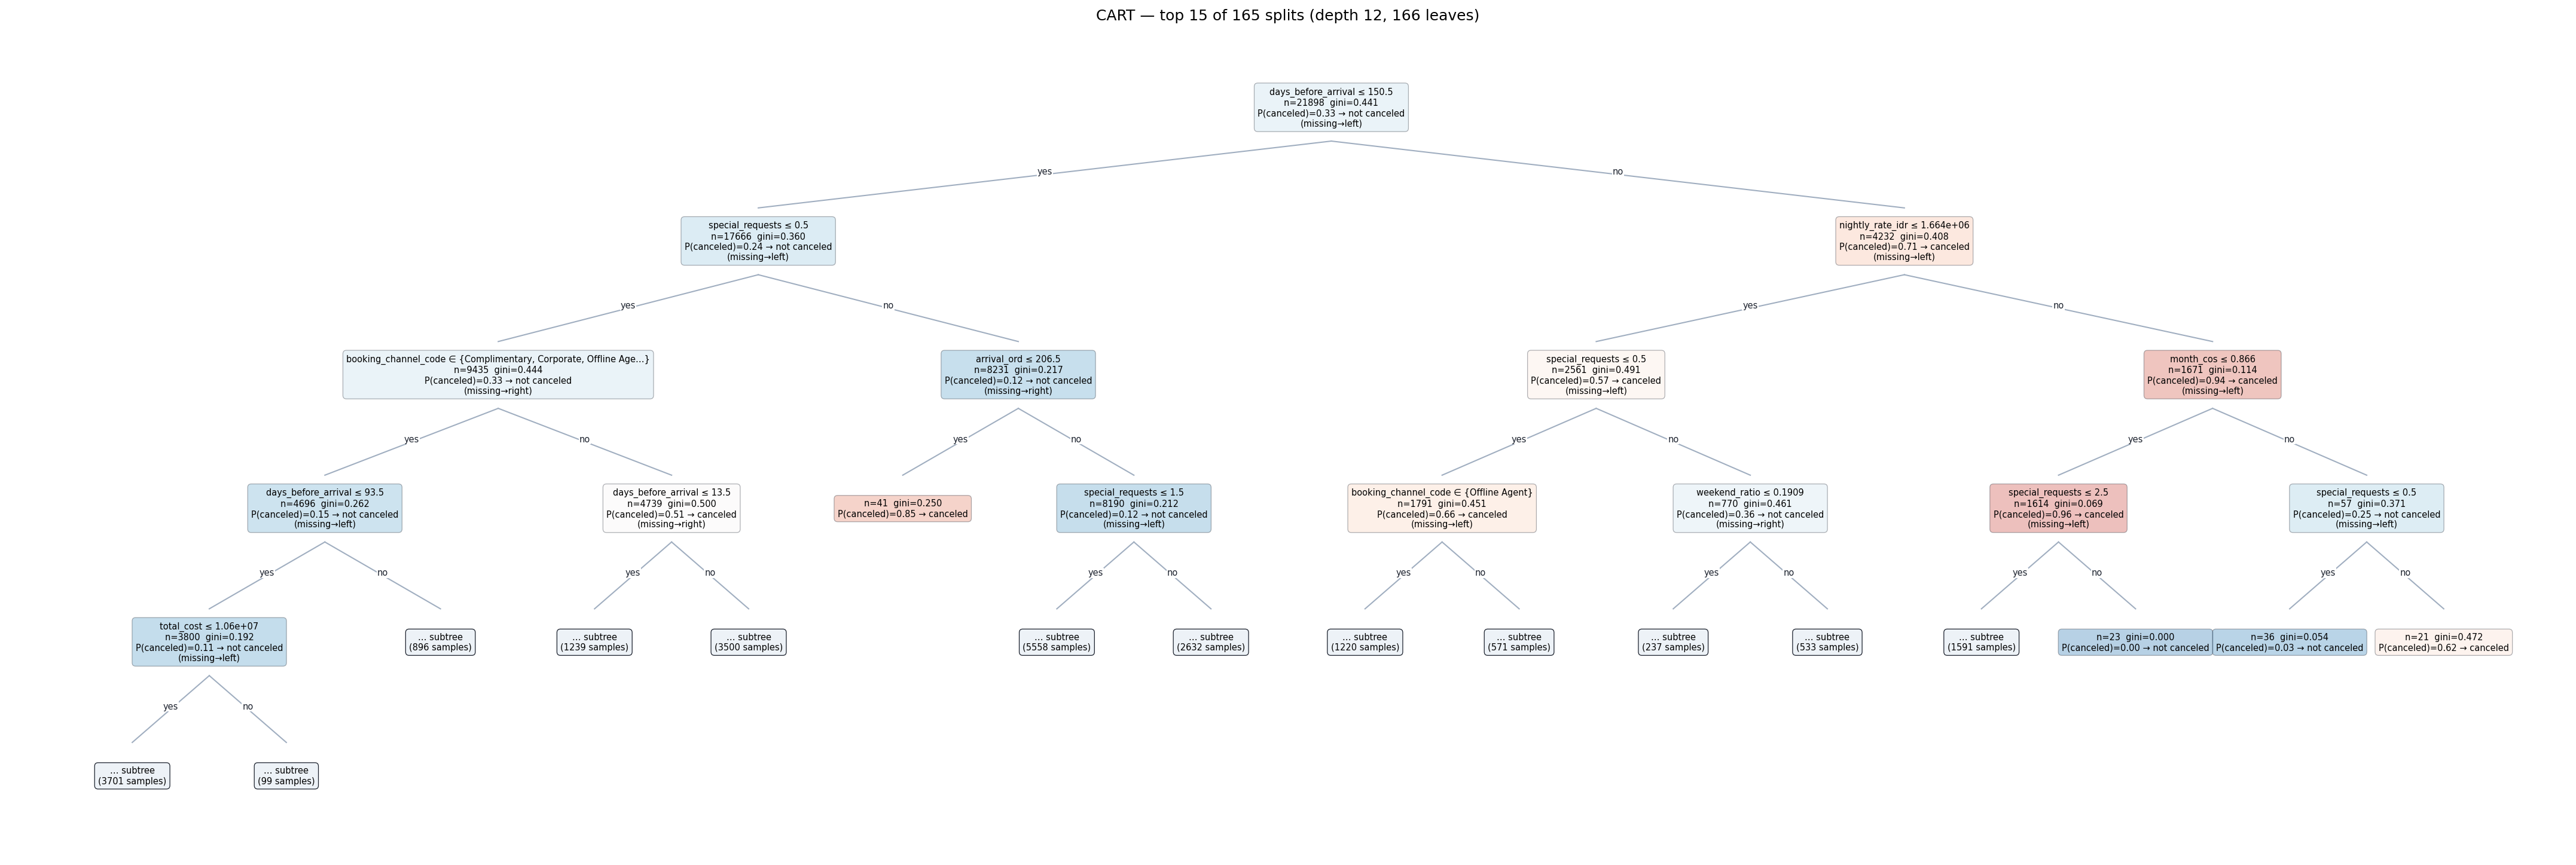 CART — top 15 of 165 splits (depth 12, 166 leaves)
days_before_arrival ≤ 150.5
n=21898  gini=0.441
P(canceled)=0.33 → not canceled
(missing→left)
yes
no
special_requests ≤ 0.5
n=17666  gini=0.360
P(canceled)=0.24 → not canceled
(missing→left)
nightly_rate_idr ≤ 1.664e+06
n=4232  gini=0.408
P(canceled)=0.71 → canceled
(missing→left)
yes
no
yes
no
booking_channel_code ∈ {Complimentary, Corporate, Offline Age...}
n=9435  gini=0.444
P(canceled)=0.33 → not canceled
(missing→right)
arrival_ord ≤ 206.5
n=8231  gini=0.217
P(canceled)=0.12 → not canceled
(missing→right)
special_requests ≤ 0.5
n=2561  gini=0.491
P(canceled)=0.57 → canceled
(missing→left)
month_cos ≤ 0.866
n=1671  gini=0.114
P(canceled)=0.94 → canceled
(missing→left)
yes
no
yes
no
yes
no
yes
no
days_before_arrival ≤ 93.5
n=4696  gini=0.262
P(canceled)=0.15 → not canceled
(missing→left)
days_before_arrival ≤ 13.5
n=4739  gini=0.500
P(canceled)=0.51 → canceled
(missing→right)
n=41  gini=0.250
P(canceled)=0.85 → canceled
special_requests ≤ 1.5
n=8190  gini=0.212
P(canceled)=0.12 → not canceled
(missing→left)
booking_channel_code ∈ {Offline Agent}
n=1791  gini=0.451
P(canceled)=0.66 → canceled
(missing→left)
weekend_ratio ≤ 0.1909
n=770  gini=0.461
P(canceled)=0.36 → not canceled
(missing→right)
special_requests ≤ 2.5
n=1614  gini=0.069
P(canceled)=0.96 → canceled
(missing→left)
special_requests ≤ 0.5
n=57  gini=0.371
P(canceled)=0.25 → not canceled
(missing→left)
yes
no
yes
no
yes
no
yes
no
yes
no
yes
no
yes
no
total_cost ≤ 1.06e+07
n=3800  gini=0.192
P(canceled)=0.11 → not canceled
(missing→left)
... subtree
(896 samples)
... subtree
(1239 samples)
... subtree
(3500 samples)
... subtree
(5558 samples)
... subtree
(2632 samples)
... subtree
(1220 samples)
... subtree
(571 samples)
... subtree
(237 samples)
... subtree
(533 samples)
... subtree
(1591 samples)
n=23  gini=0.000
P(canceled)=0.00 → not canceled
n=36  gini=0.054
P(canceled)=0.03 → not canceled
n=21  gini=0.472
P(canceled)=0.62 → canceled
yes
no
... subtree
(3701 samples)
... subtree
(99 samples)